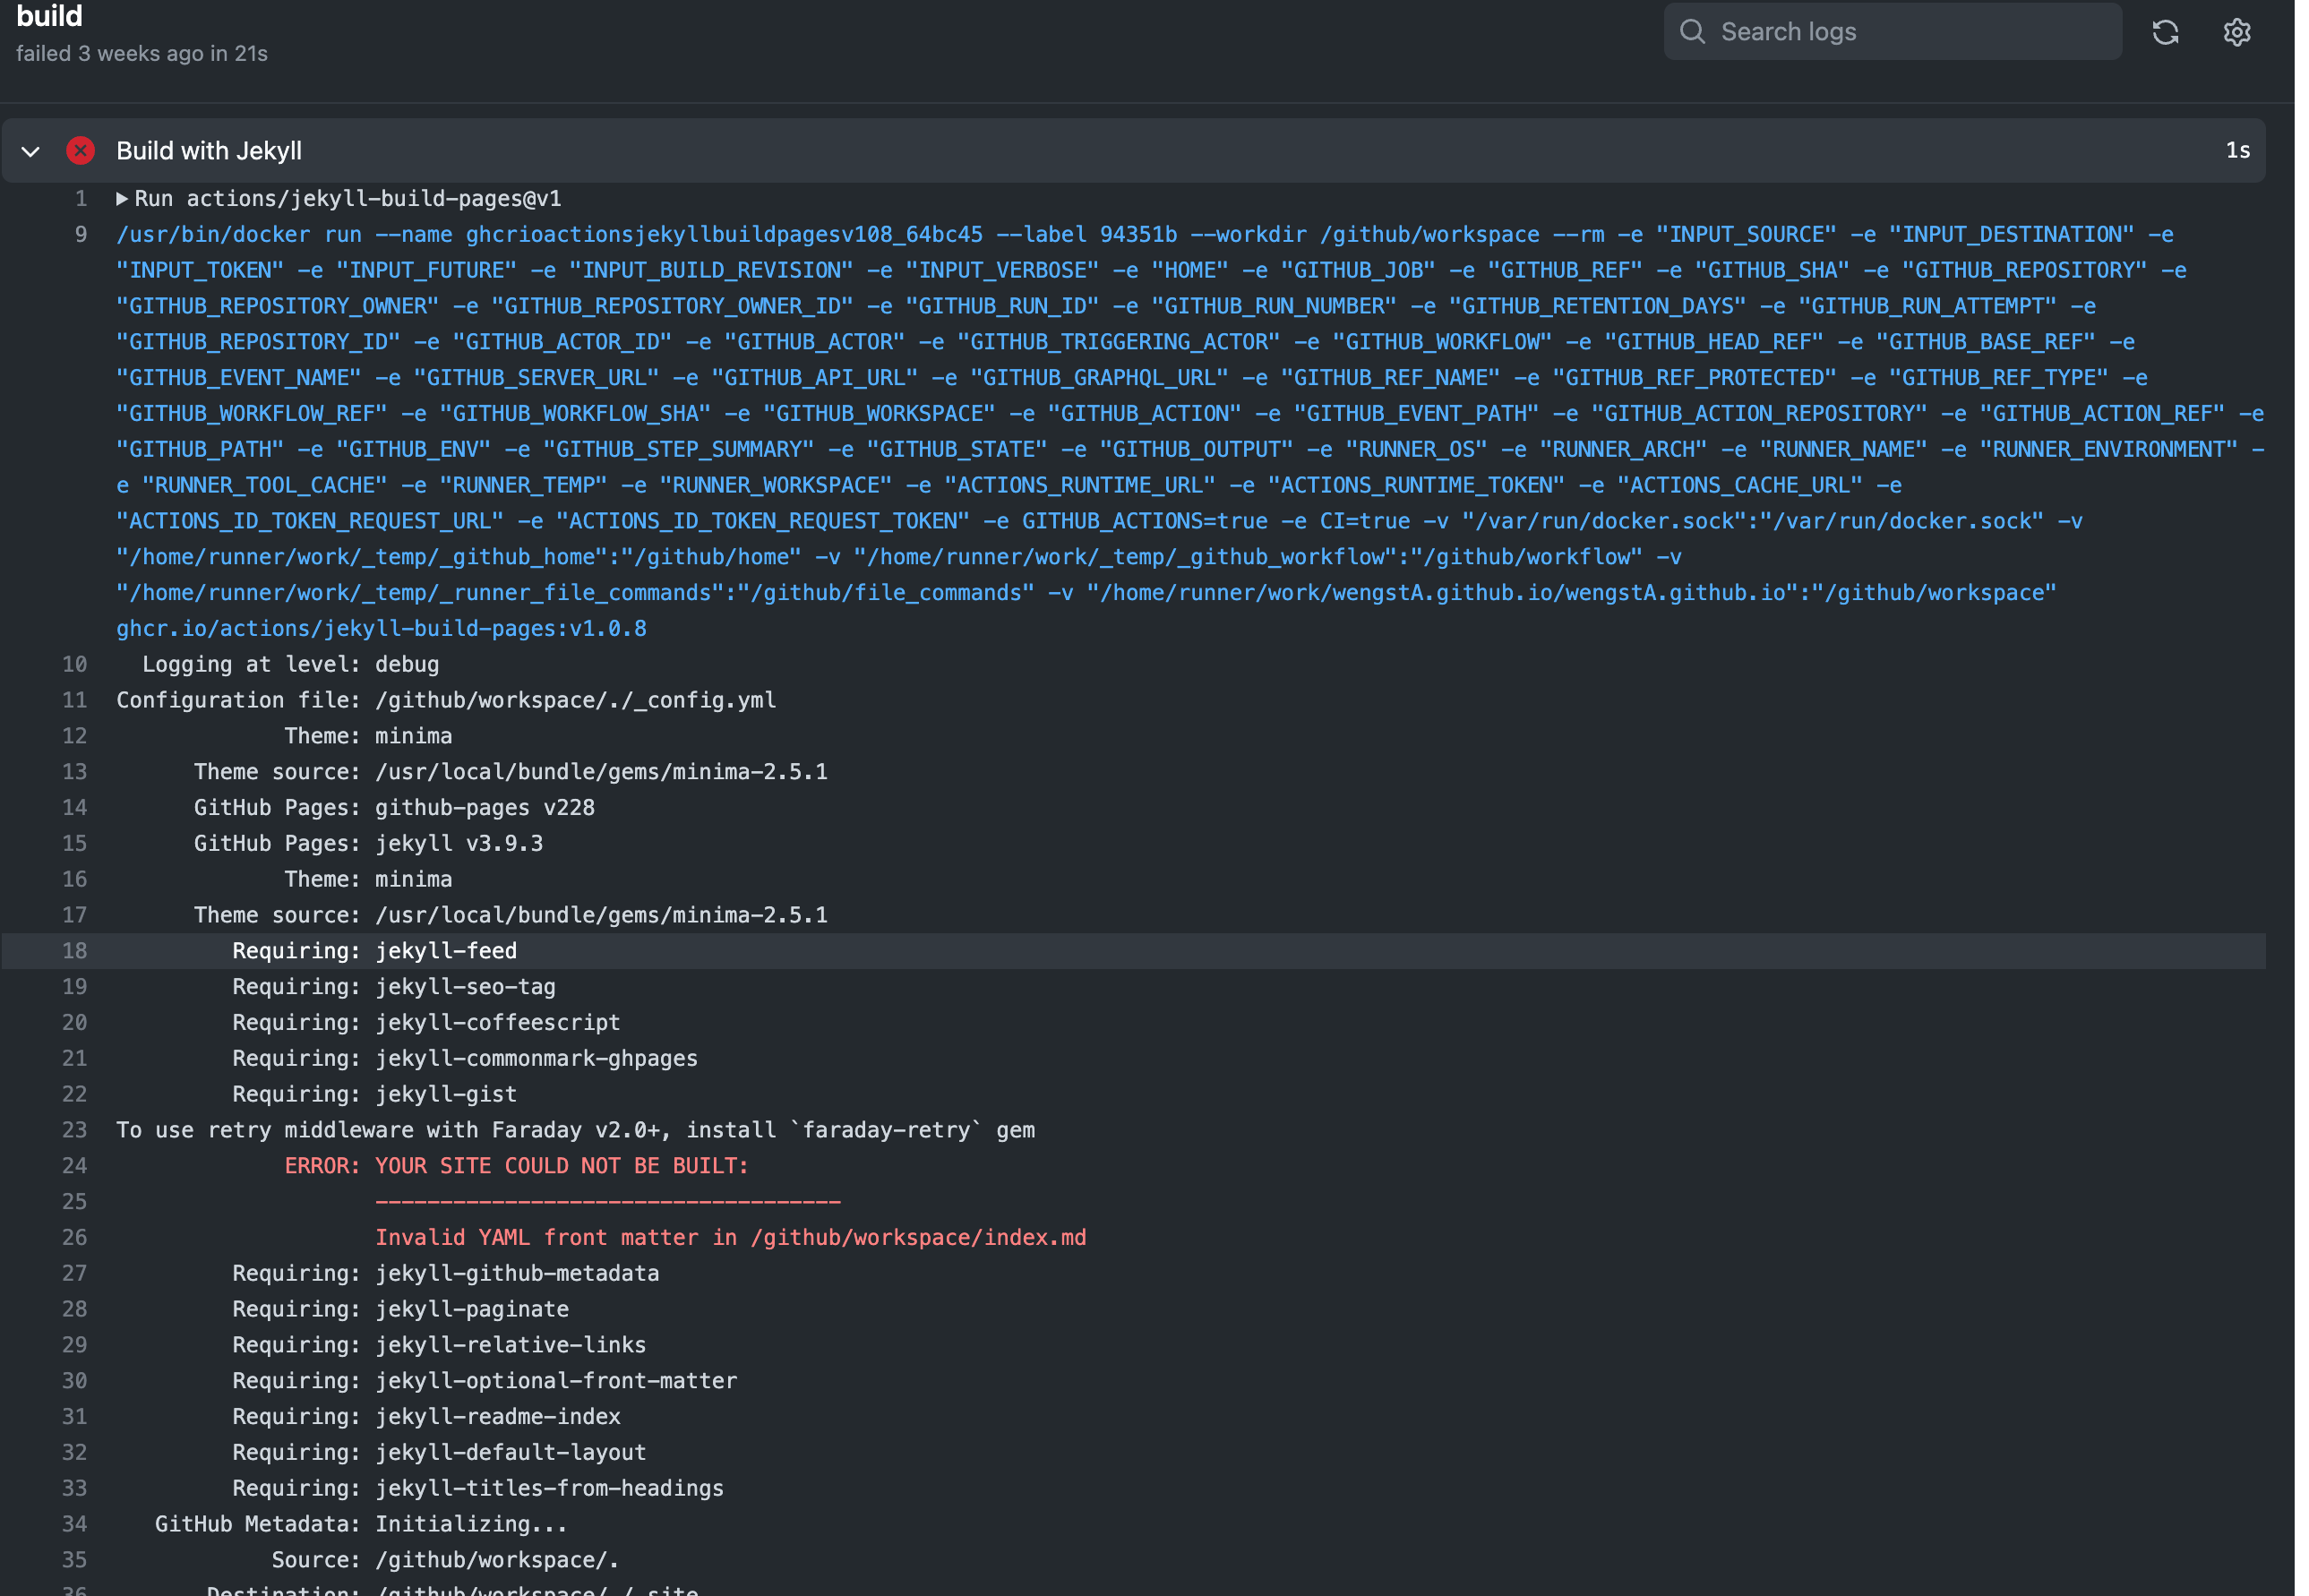 build
failed 3 weeks ago in 21s
Search logs
Build with Jekyll
1s
1 Run actions/jekyll-build-pages@v1
9 /usr/bin/docker run --name ghcrioactionsjekyllbuildpagesv108_64bc45 --label 94351b --workdir /github/workspace --rm -e "INPUT_SOURCE" -e "INPUT_DESTINATION" -e
"INPUT_TOKEN" -e "INPUT_FUTURE" -e "INPUT_BUILD_REVISION" -e "INPUT_VERBOSE" -e "HOME" -e "GITHUB_JOB" -e "GITHUB_REF" -e "GITHUB_SHA" -e "GITHUB_REPOSITORY" -e
"GITHUB_REPOSITORY_OWNER" -e "GITHUB_REPOSITORY_OWNER_ID" -e "GITHUB_RUN_ID" -e "GITHUB_RUN_NUMBER" -e "GITHUB_RETENTION_DAYS" -e "GITHUB_RUN_ATTEMPT" -e
"GITHUB_REPOSITORY_ID" -e "GITHUB_ACTOR_ID" -e "GITHUB_ACTOR" -e "GITHUB_TRIGGERING_ACTOR" -e "GITHUB_WORKFLOW" -e "GITHUB_HEAD_REF" -e "GITHUB_BASE_REF" -e
"GITHUB_EVENT_NAME" -e "GITHUB_SERVER_URL" -e "GITHUB_API_URL" -e "GITHUB_GRAPHQL_URL" -e "GITHUB_REF_NAME" -e "GITHUB_REF_PROTECTED" -e "GITHUB_REF_TYPE" -e
"GITHUB_WORKFLOW_REF" -e "GITHUB_WORKFLOW_SHA" -e "GITHUB_WORKSPACE" -e "GITHUB_ACTION" -e "GITHUB_EVENT_PATH" -e "GITHUB_ACTION_REPOSITORY" -e "GITHUB_ACTION_REF" -e
"GITHUB_PATH" -e "GITHUB_ENV" -e "GITHUB_STEP_SUMMARY" -e "GITHUB_STATE" -e "GITHUB_OUTPUT" -e "RUNNER_OS" -e "RUNNER_ARCH" -e "RUNNER_NAME" -e "RUNNER_ENVIRONMENT" -
e "RUNNER_TOOL_CACHE" -e "RUNNER_TEMP" -e "RUNNER_WORKSPACE" -e "ACTIONS_RUNTIME_URL" -e "ACTIONS_RUNTIME_TOKEN" -e "ACTIONS_CACHE_URL" -e
"ACTIONS_ID_TOKEN_REQUEST_URL" -e "ACTIONS_ID_TOKEN_REQUEST_TOKEN" -e GITHUB_ACTIONS=true -e CI=true -v "/var/run/docker.sock":"/var/run/docker.sock" -v
"/home/runner/work/_temp/_github_home":"/github/home" -v "/home/runner/work/_temp/_github_workflow":"/github/workflow" -v
"/home/runner/work/_temp/_runner_file_commands":"/github/file_commands" -v "/home/runner/work/wengstA.github.io/wengstA.github.io":"/github/workspace"
ghcr.io/actions/jekyll-build-pages:v1.0.8
10 Logging at level: debug
11 Configuration file: /github/workspace/./_config.yml
12 Theme: minima
13 Theme source: /usr/local/bundle/gems/minima-2.5.1
14 GitHub Pages: github-pages v228
15 GitHub Pages: jekyll v3.9.3
16 Theme: minima
17 Theme source: /usr/local/bundle/gems/minima-2.5.1
18 Requiring: jekyll-feed
19 Requiring: jekyll-seo-tag
20 Requiring: jekyll-coffeescript
21 Requiring: jekyll-commonmark-ghpages
22 Requiring: jekyll-gist
23 To use retry middleware with Faraday v2.0+, install `faraday-retry` gem
24 ERROR: YOUR SITE COULD NOT BE BUILT:
25 ------------------------------------
26 Invalid YAML front matter in /github/workspace/index.md
27 Requiring: jekyll-github-metadata
28 Requiring: jekyll-paginate
29 Requiring: jekyll-relative-links
30 Requiring: jekyll-optional-front-matter
31 Requiring: jekyll-readme-index
32 Requiring: jekyll-default-layout
33 Requiring: jekyll-titles-from-headings
34 GitHub Metadata: Initializing...
35 Source: /github/workspace/.
36 Destination: /github/workspace/./_site